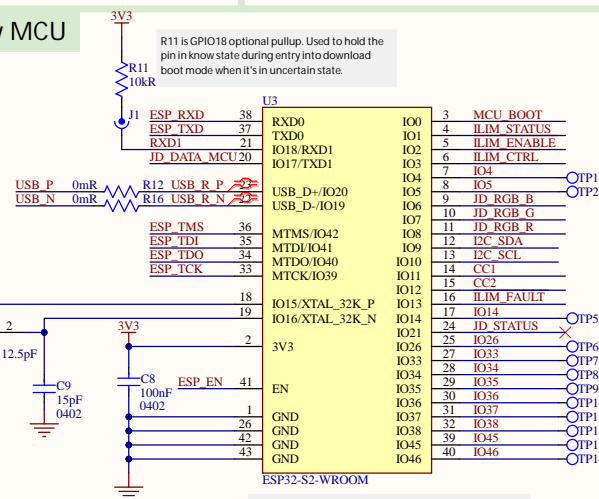 MCU
3V3
R11 is GPIO18 optional pullup. Used to hold the
pin in know state during entry into download
boot mode when it's in uncertain state.
R11
10kR
J1
U3
ESP_RXD 38 RXD0 IO0 3 MCU_BOOT
ESP_TXD 37 TXD0 IO1 4 ILIM_STATUS
RXD1 21 IO18/RXD1 IO2 5 ILIM_ENABLE
JD_DATA_MCU 20 IO17/TXD1 IO3 6 ILIM_CTRL
IO4 7 IO4 TP1
USB_P 0mR R12 USB_R_P 23 USB_D+/IO20 IO5 8 IO5 TP2
USB_N 0mR R16 USB_R_N 22 USB_D-/IO19 IO6 9 JD_RGB_B
IO7 10 JD_RGB_G
ESP_TMS 36 MTMS/IO42 IO8 11 JD_RGB_R
ESP_TDI 35 MTDI/IO41 IO9 12 I2C_SDA
ESP_TDO 34 MTDO/IO40 IO10 13 I2C_SCL
ESP_TCK 33 MTCK/IO39 IO11 14 CC1
IO12 15 CC2
18 IO15/XTAL_32K_P IO13 16 ILIM_FAULT
19 IO16/XTAL_32K_N IO14 17 IO14 TP5
2 3V3 IO21 24 JD_STATUS
2 3V3 IO26 25 IO26 TP6
12.5pF IO33 27 IO33 TP7
IO34 28 IO34 TP8
C9 C8 ESP_EN 41 EN IO35 29 IO35 TP9
15pF 100nF IO36 30 IO36
0402 0402 1 GND IO37 31 IO37
26 GND IO38 32 IO38
42 GND IO45 39 IO45
43 GND IO46 40 IO46
ESP32-S2-WROOM